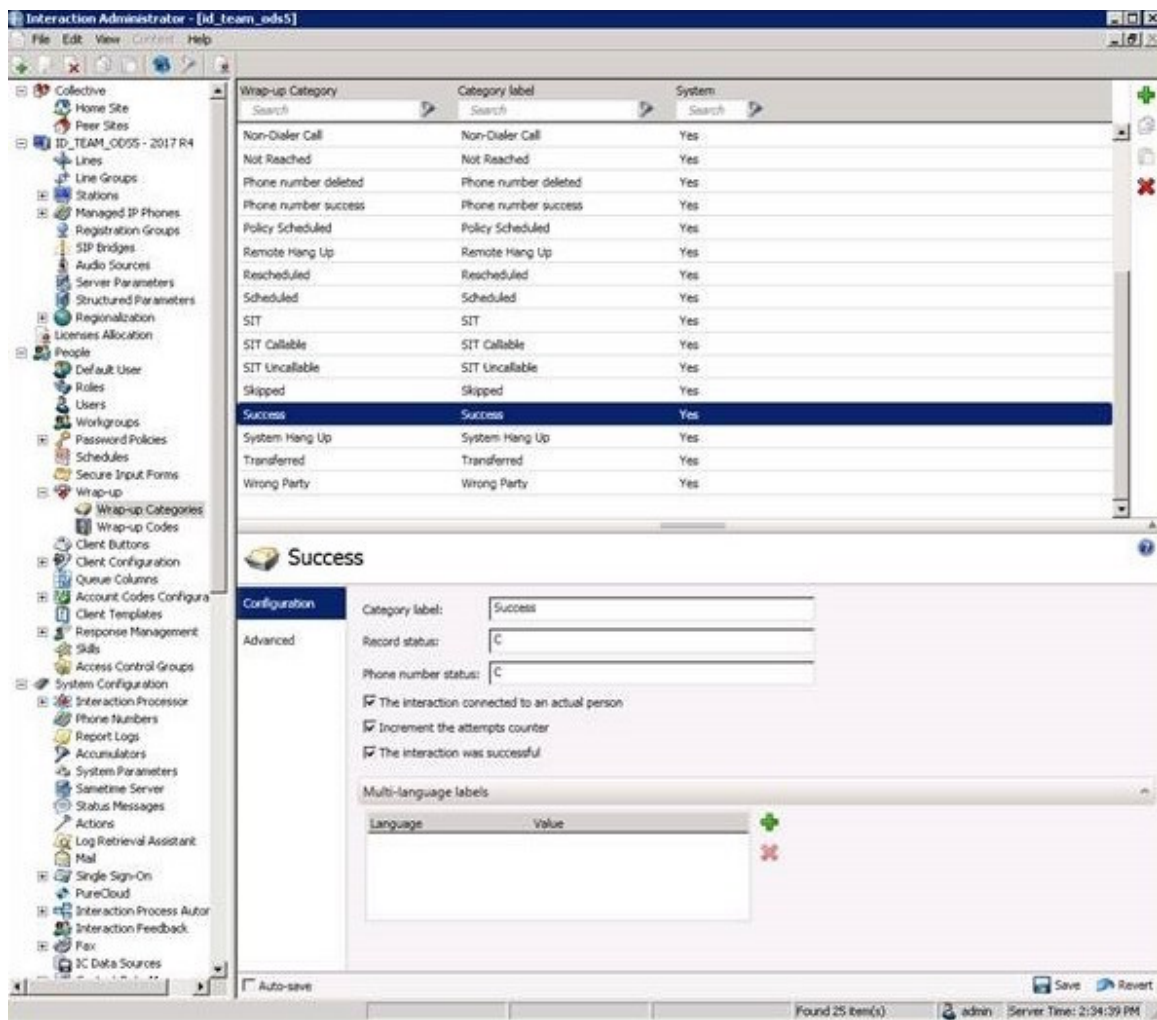 Interaction Administrator - [id_team_ods5]
File Edit View Context Help
Collective
Home Site
Peer Sites
ID_TEAM_ODS5 - 2017 R4
Lines
Line Groups
Stations
Managed IP Phones
Registration Groups
SIP Bridges
Audio Sources
Server Parameters
Structured Parameters
Regionalization
Licenses Allocation
People
Default User
Roles
Users
Workgroups
Password Policies
Schedules
Secure Input Forms
Wrap-up
Wrap-up Categories
Wrap-up Codes
Client Buttons
Client Configuration
Queue Columns
Account Codes Configura
Client Templates
Response Management
Skills
Access Control Groups
System Configuration
Interaction Processor
Phone Numbers
Report Logs
Accumulators
System Parameters
Sametime Server
Status Messages
Actions
Log Retrieval Assistant
Mail
Single Sign-On
PureCloud
Interaction Process Autor
Interaction Feedback
Fax
IC Data Sources
Wrap-up Category Category label System
Search Search Search
Non-Dialer Call Non-Dialer Call Yes
Not Reached Not Reached Yes
Phone number deleted Phone number deleted Yes
Phone number success Phone number success Yes
Policy Scheduled Policy Scheduled Yes
Remote Hang Up Remote Hang Up Yes
Rescheduled Rescheduled Yes
Scheduled Scheduled Yes
SIT SIT Yes
SIT Callable SIT Callable Yes
SIT Uncallable SIT Uncallable Yes
Skipped Skipped Yes
Success Success Yes
System Hang Up System Hang Up Yes
Transferred Transferred Yes
Wrong Party Wrong Party Yes
Success
Configuration
Advanced
Category label: Success
Record status: C
Phone number status: C
The interaction connected to an actual person
Increment the attempts counter
The interaction was successful
Multi-language labels
Language Value
Auto-save
Save Revert
Found 25 item(s) admin Server Time: 2:34:39 PM